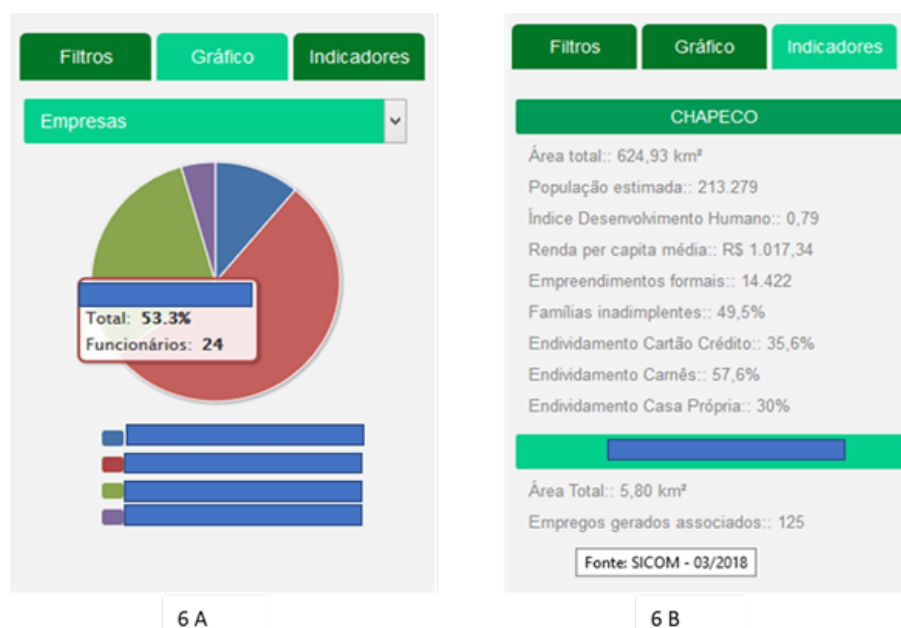 Filtros Gráfico Indicadores
Empresas
Total: 53.3%
Funcionários: 24
6 A
Filtros Gráfico Indicadores
CHAPECO
Área total:: 624,93 km²
População estimada:: 213.279
Índice Desenvolvimento Humano:: 0,79
Renda per capita média:: R$ 1.017,34
Empreendimentos formais:: 14.422
Famílias inadimplentes:: 49,5%
Endividamento Cartão Crédito:: 35,6%
Endividamento Carnês:: 57,6%
Endividamento Casa Própria:: 30%
Área Total:: 5,80 km²
Empregos gerados associados:: 125
Fonte: SICOM - 03/2018
6 B